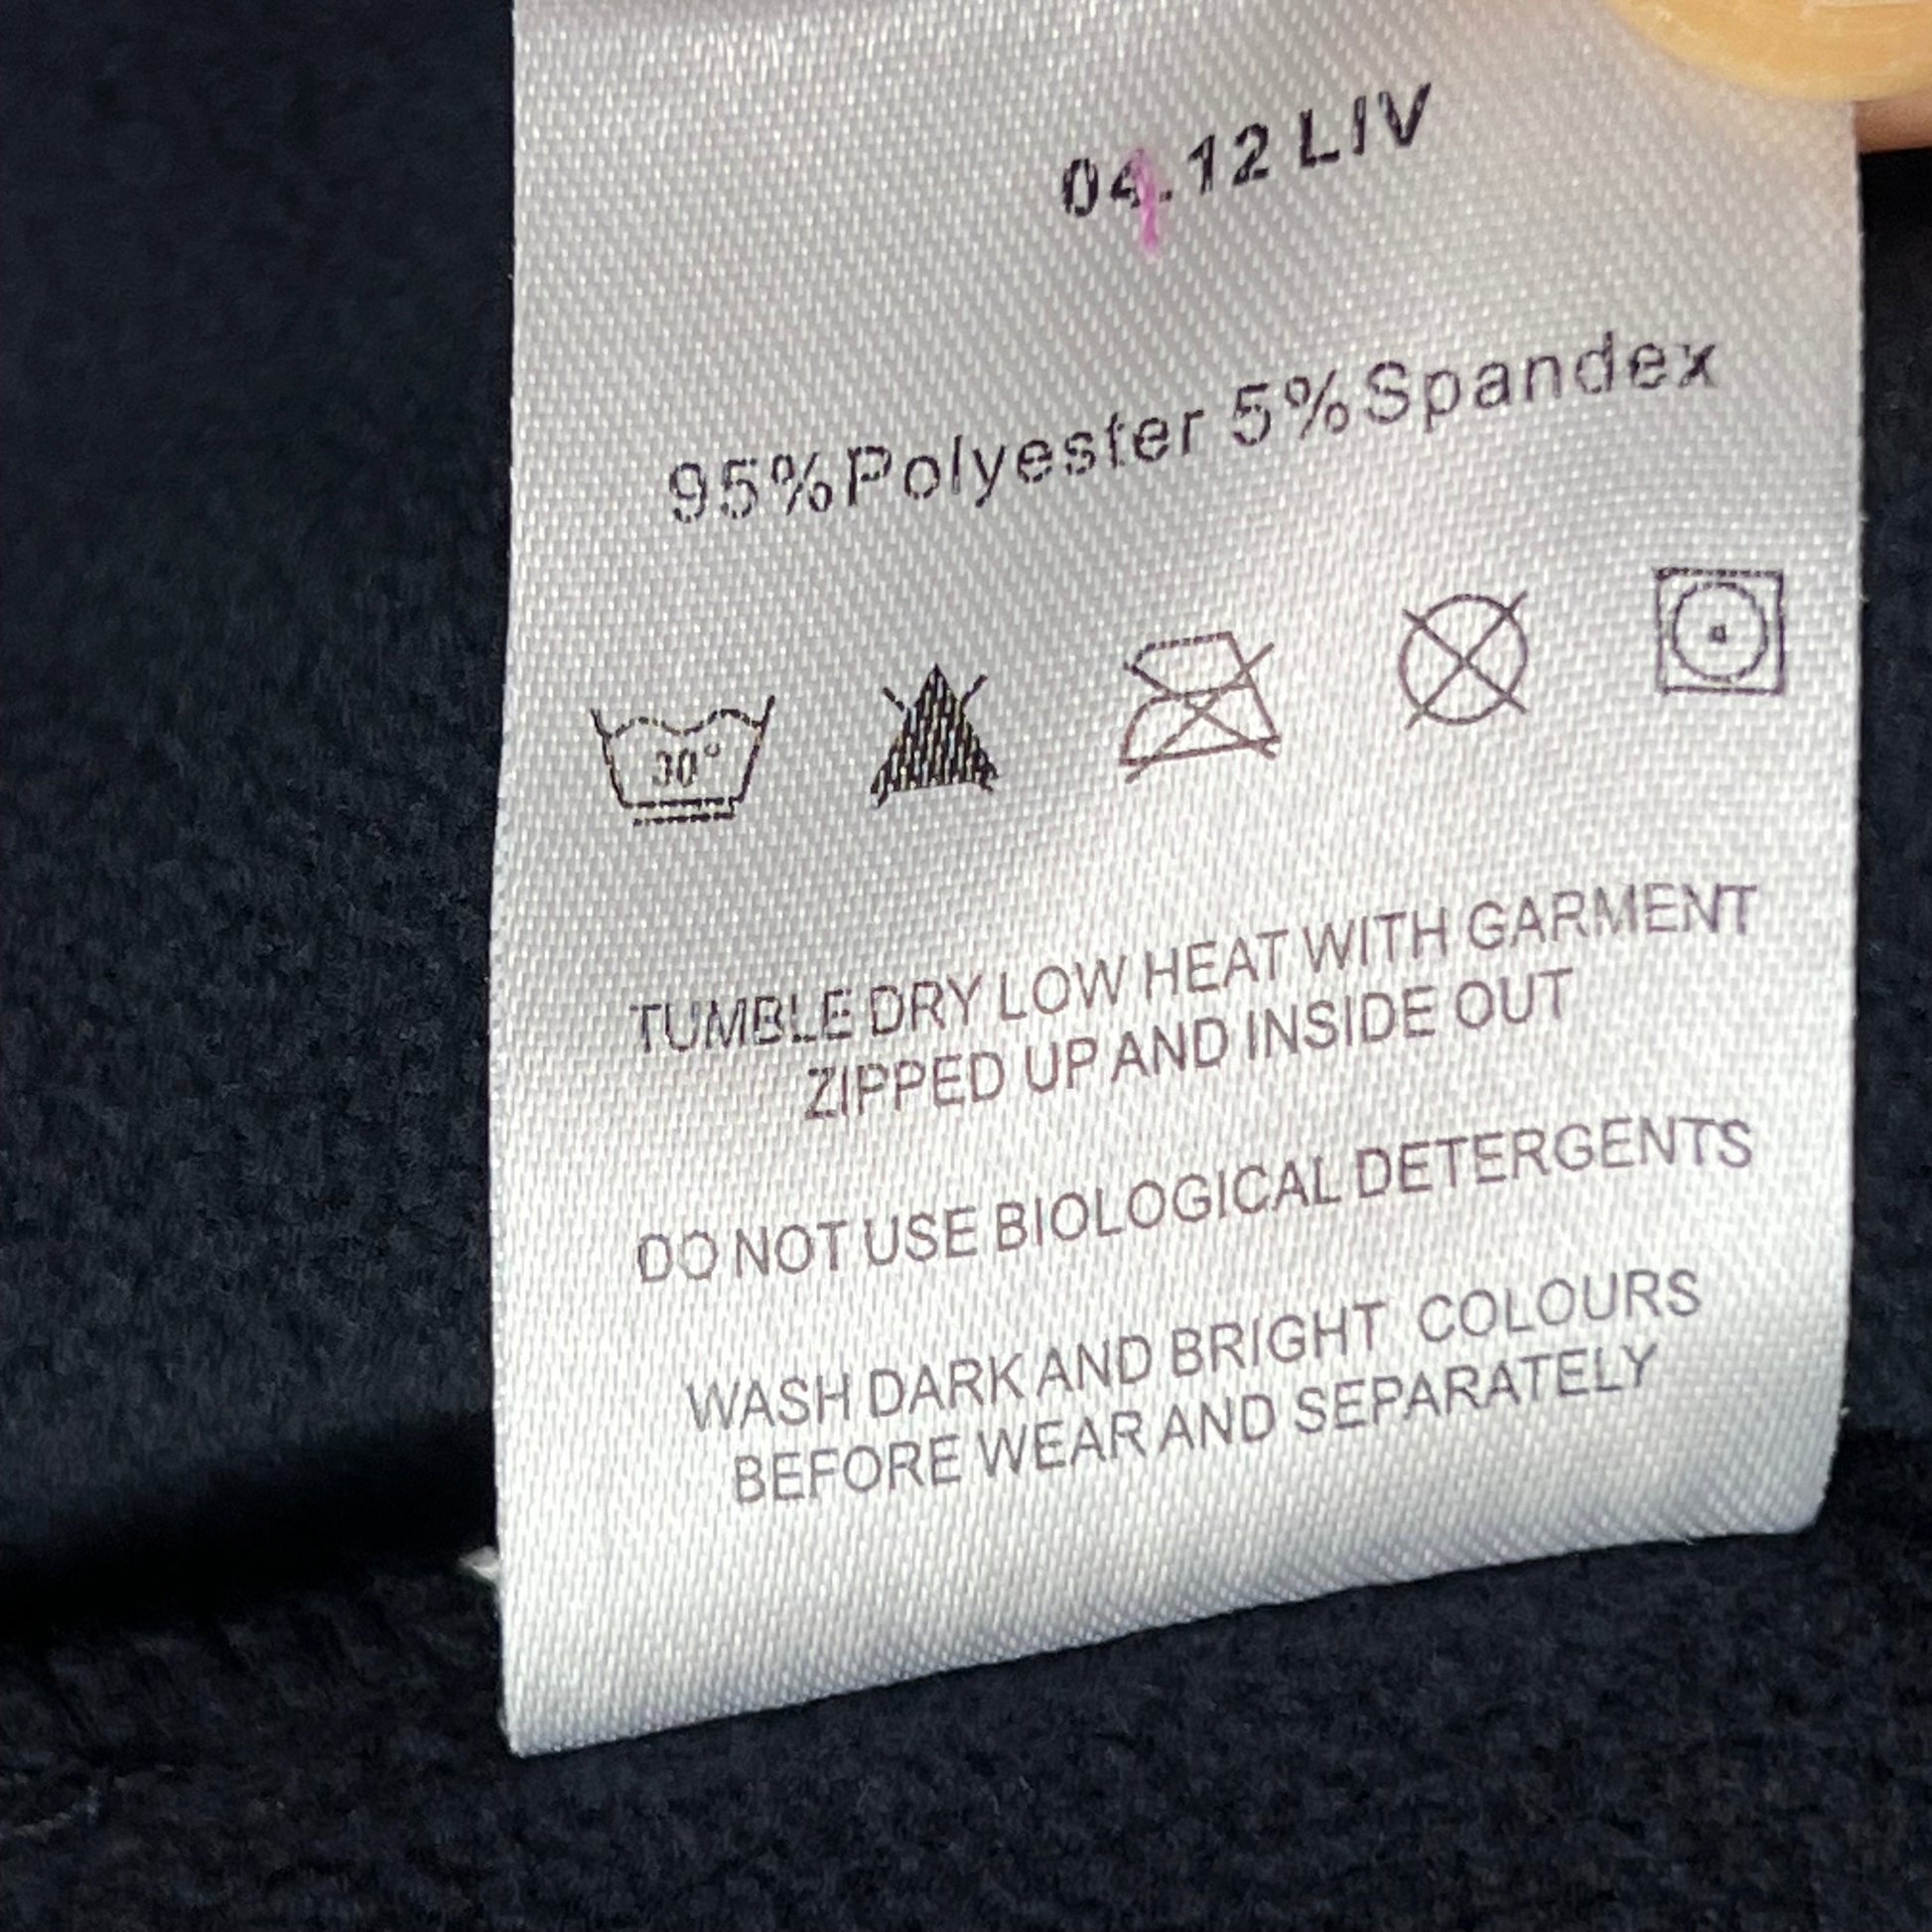 04.12 LIV
95%Polyester 5%Spandex
30°
TUMBLE DRY LOW HEAT WITH GARMENT
ZIPPED UP AND INSIDE OUT
DO NOT USE BIOLOGICAL DETERGENTS
WASH DARK AND BRIGHT COLOURS
BEFORE WEAR AND SEPARATELY